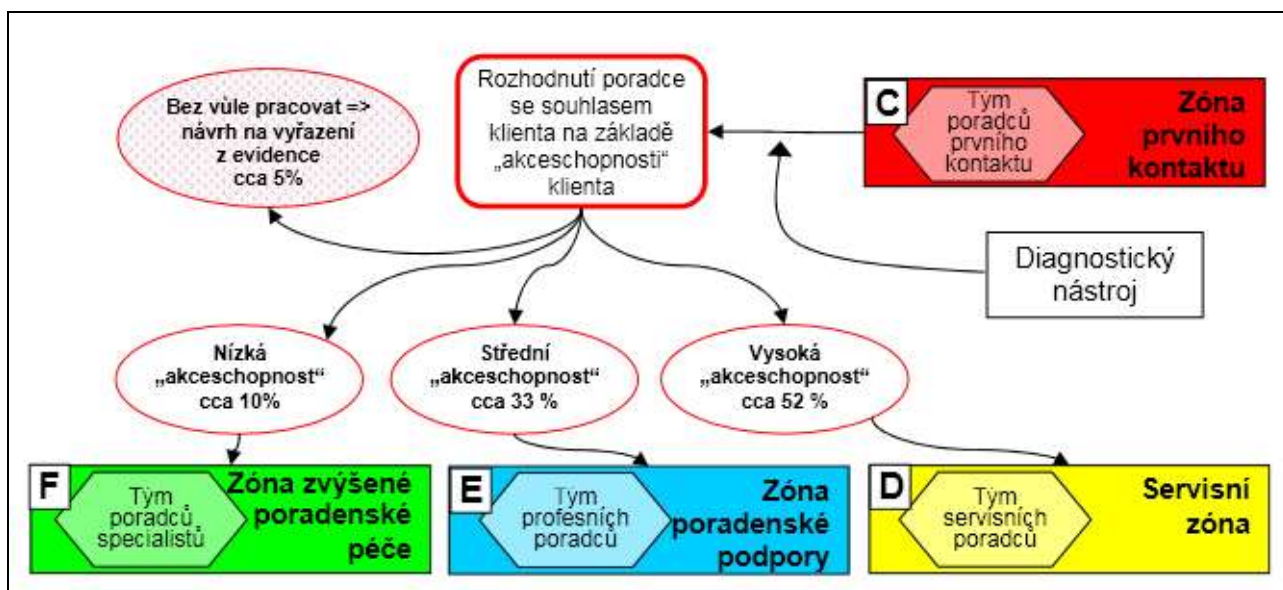 Bez vůle pracovat =>
návrh na vyřazení
z evidence
cca 5%
Rozhodnutí poradce
se souhlasem
klienta na základě
„akceschopnosti“
klienta
C
Tým
poradců
prvního
kontaktu
Zóna
prvniho
kontaktu
Diagnostický
nástroj
Nízká
„akceschopnost“
cca 10%
Střední
„akceschopnost“
cca 33 %
Vysoká
„akceschopnost“
cca 52 %
F
Tým
poradců
specialistů
Zóna zvýšené
poradenské
péče
E
Tým
profesních
poradců
Zóna
poradenské
podpory
D
Tým
servisních
poradců
Servisní
zóna